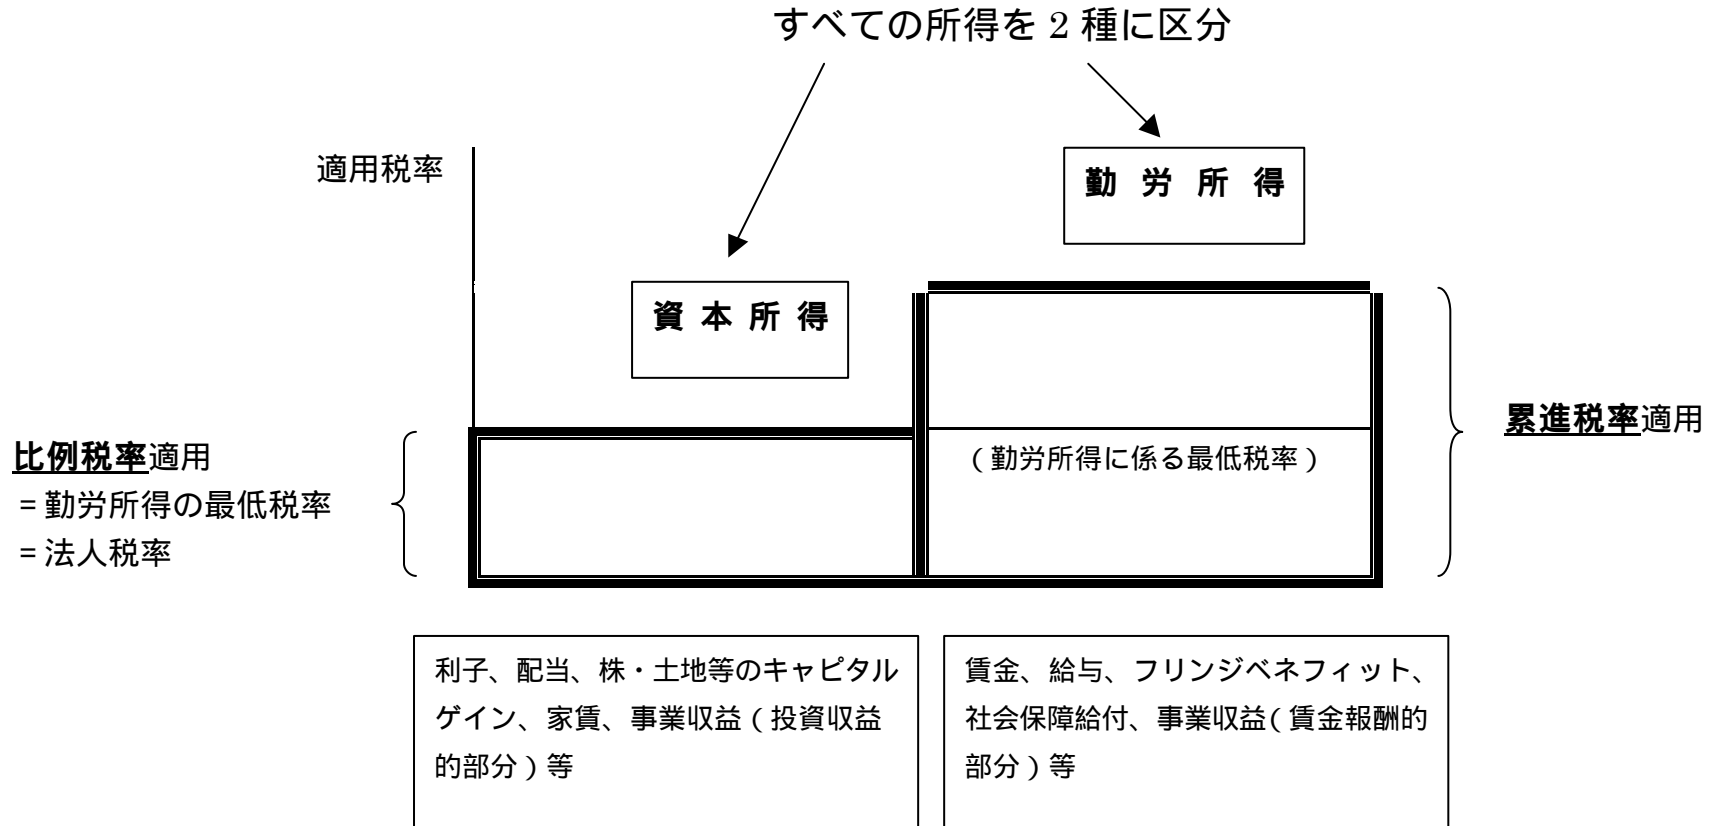 すべての所得を 2 種に区分
適用税率
勤 労 所 得
資 本 所 得
比例税率適用
= 勤労所得の最低税率
= 法人税率
（勤労所得に係る最低税率）
累進税率適用
利子、配当、株・土地等のキャピタル
ゲイン、家賃、事業収益（投資収益
的部分）等
賃金、給与、フリンジベネフィット、
社会保障給付、事業収益（賃金報酬的
部分）等